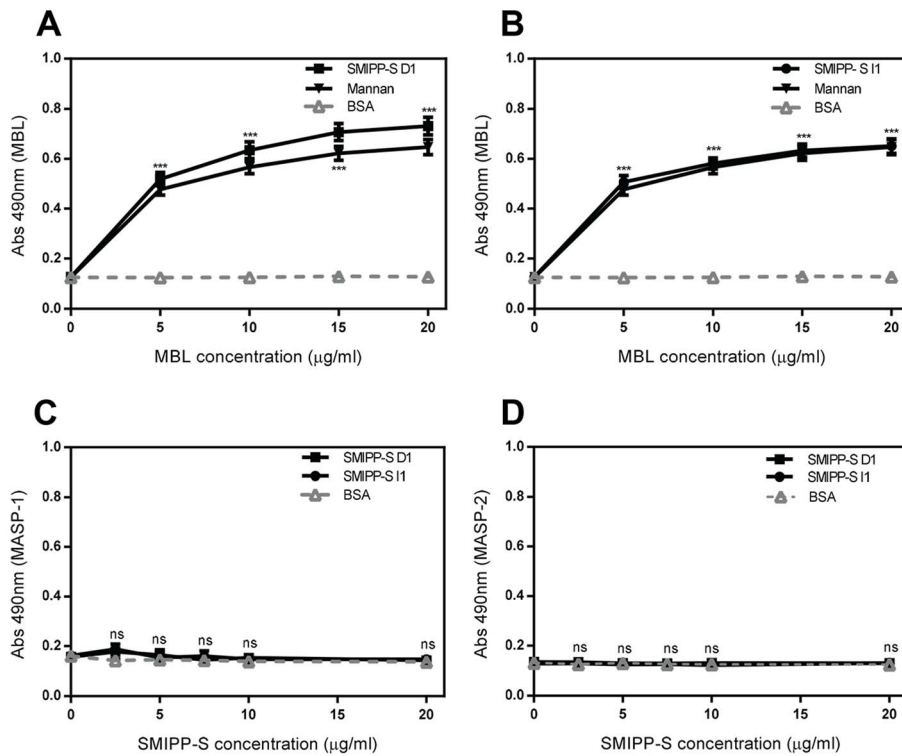 A
Abs 490nm (MBL)
1.0
0.8
0.6
0.4
0.2
0.0
SMIPP-S D1
Mannan
BSA
***
***
***
***
0
5
10
15
20
MBL concentration (µg/ml)
B
Abs 490nm (MBL)
1.0
0.8
0.6
0.4
0.2
0.0
SMIPP- S I1
Mannan
BSA
***
***
***
***
0
5
10
15
20
MBL concentration (µg/ml)
C
Abs 490nm (MASP-1)
1.0
0.8
0.6
0.4
0.2
0.0
SMIPP-S D1
SMIPP-S I1
BSA
ns
ns
ns
ns
ns
0
5
10
15
20
SMIPP-S concentration (µg/ml)
D
Abs 490nm (MASP-2)
1.0
0.8
0.6
0.4
0.2
0.0
SMIPP-S D1
SMIPP-S I1
BSA
ns
ns
ns
ns
ns
0
5
10
15
20
SMIPP-S concentration (µg/ml)